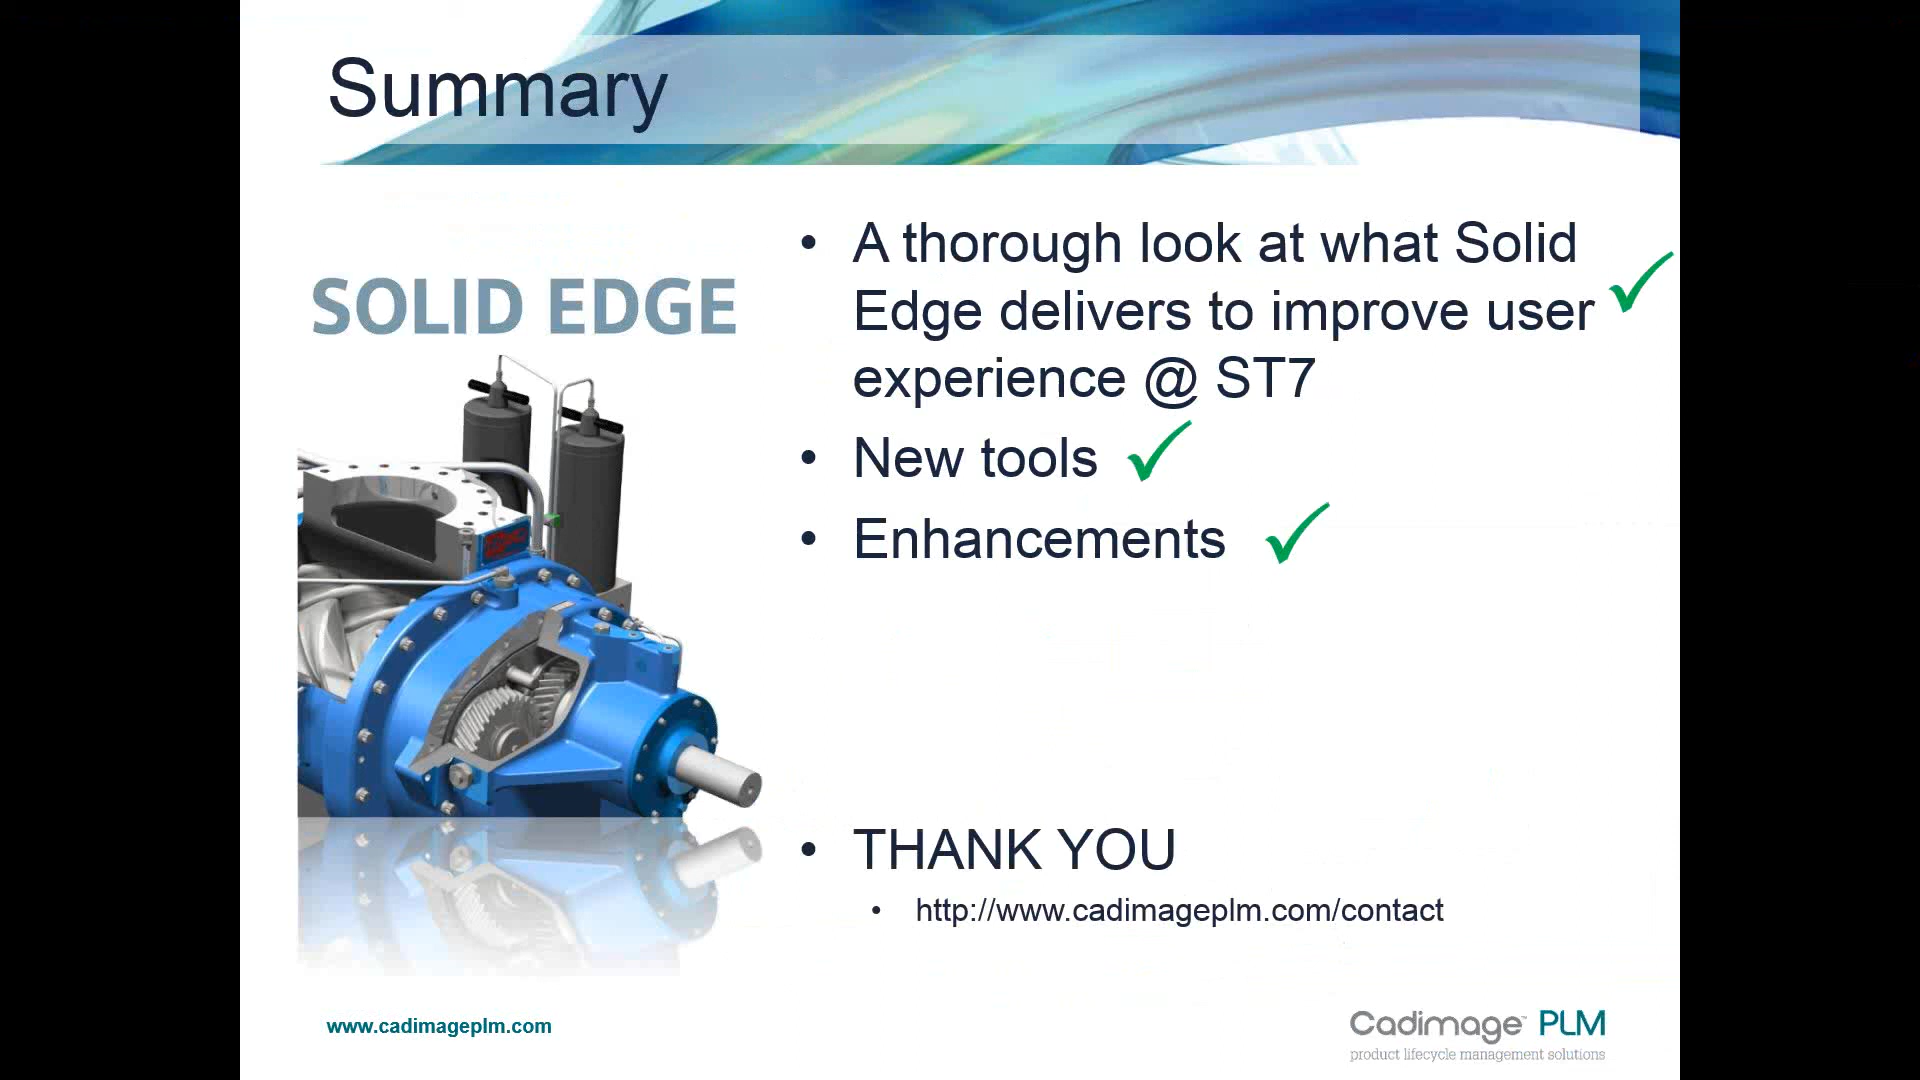 Summary
SOLID EDGE
• A thorough look at what Solid
Edge delivers to improve user
experience @ ST7
• New tools
• Enhancements
• THANK YOU
• http://www.cadimageplm.com/contact
www.cadimageplm.com
Cadimage™ PLM
product lifecycle management solutions